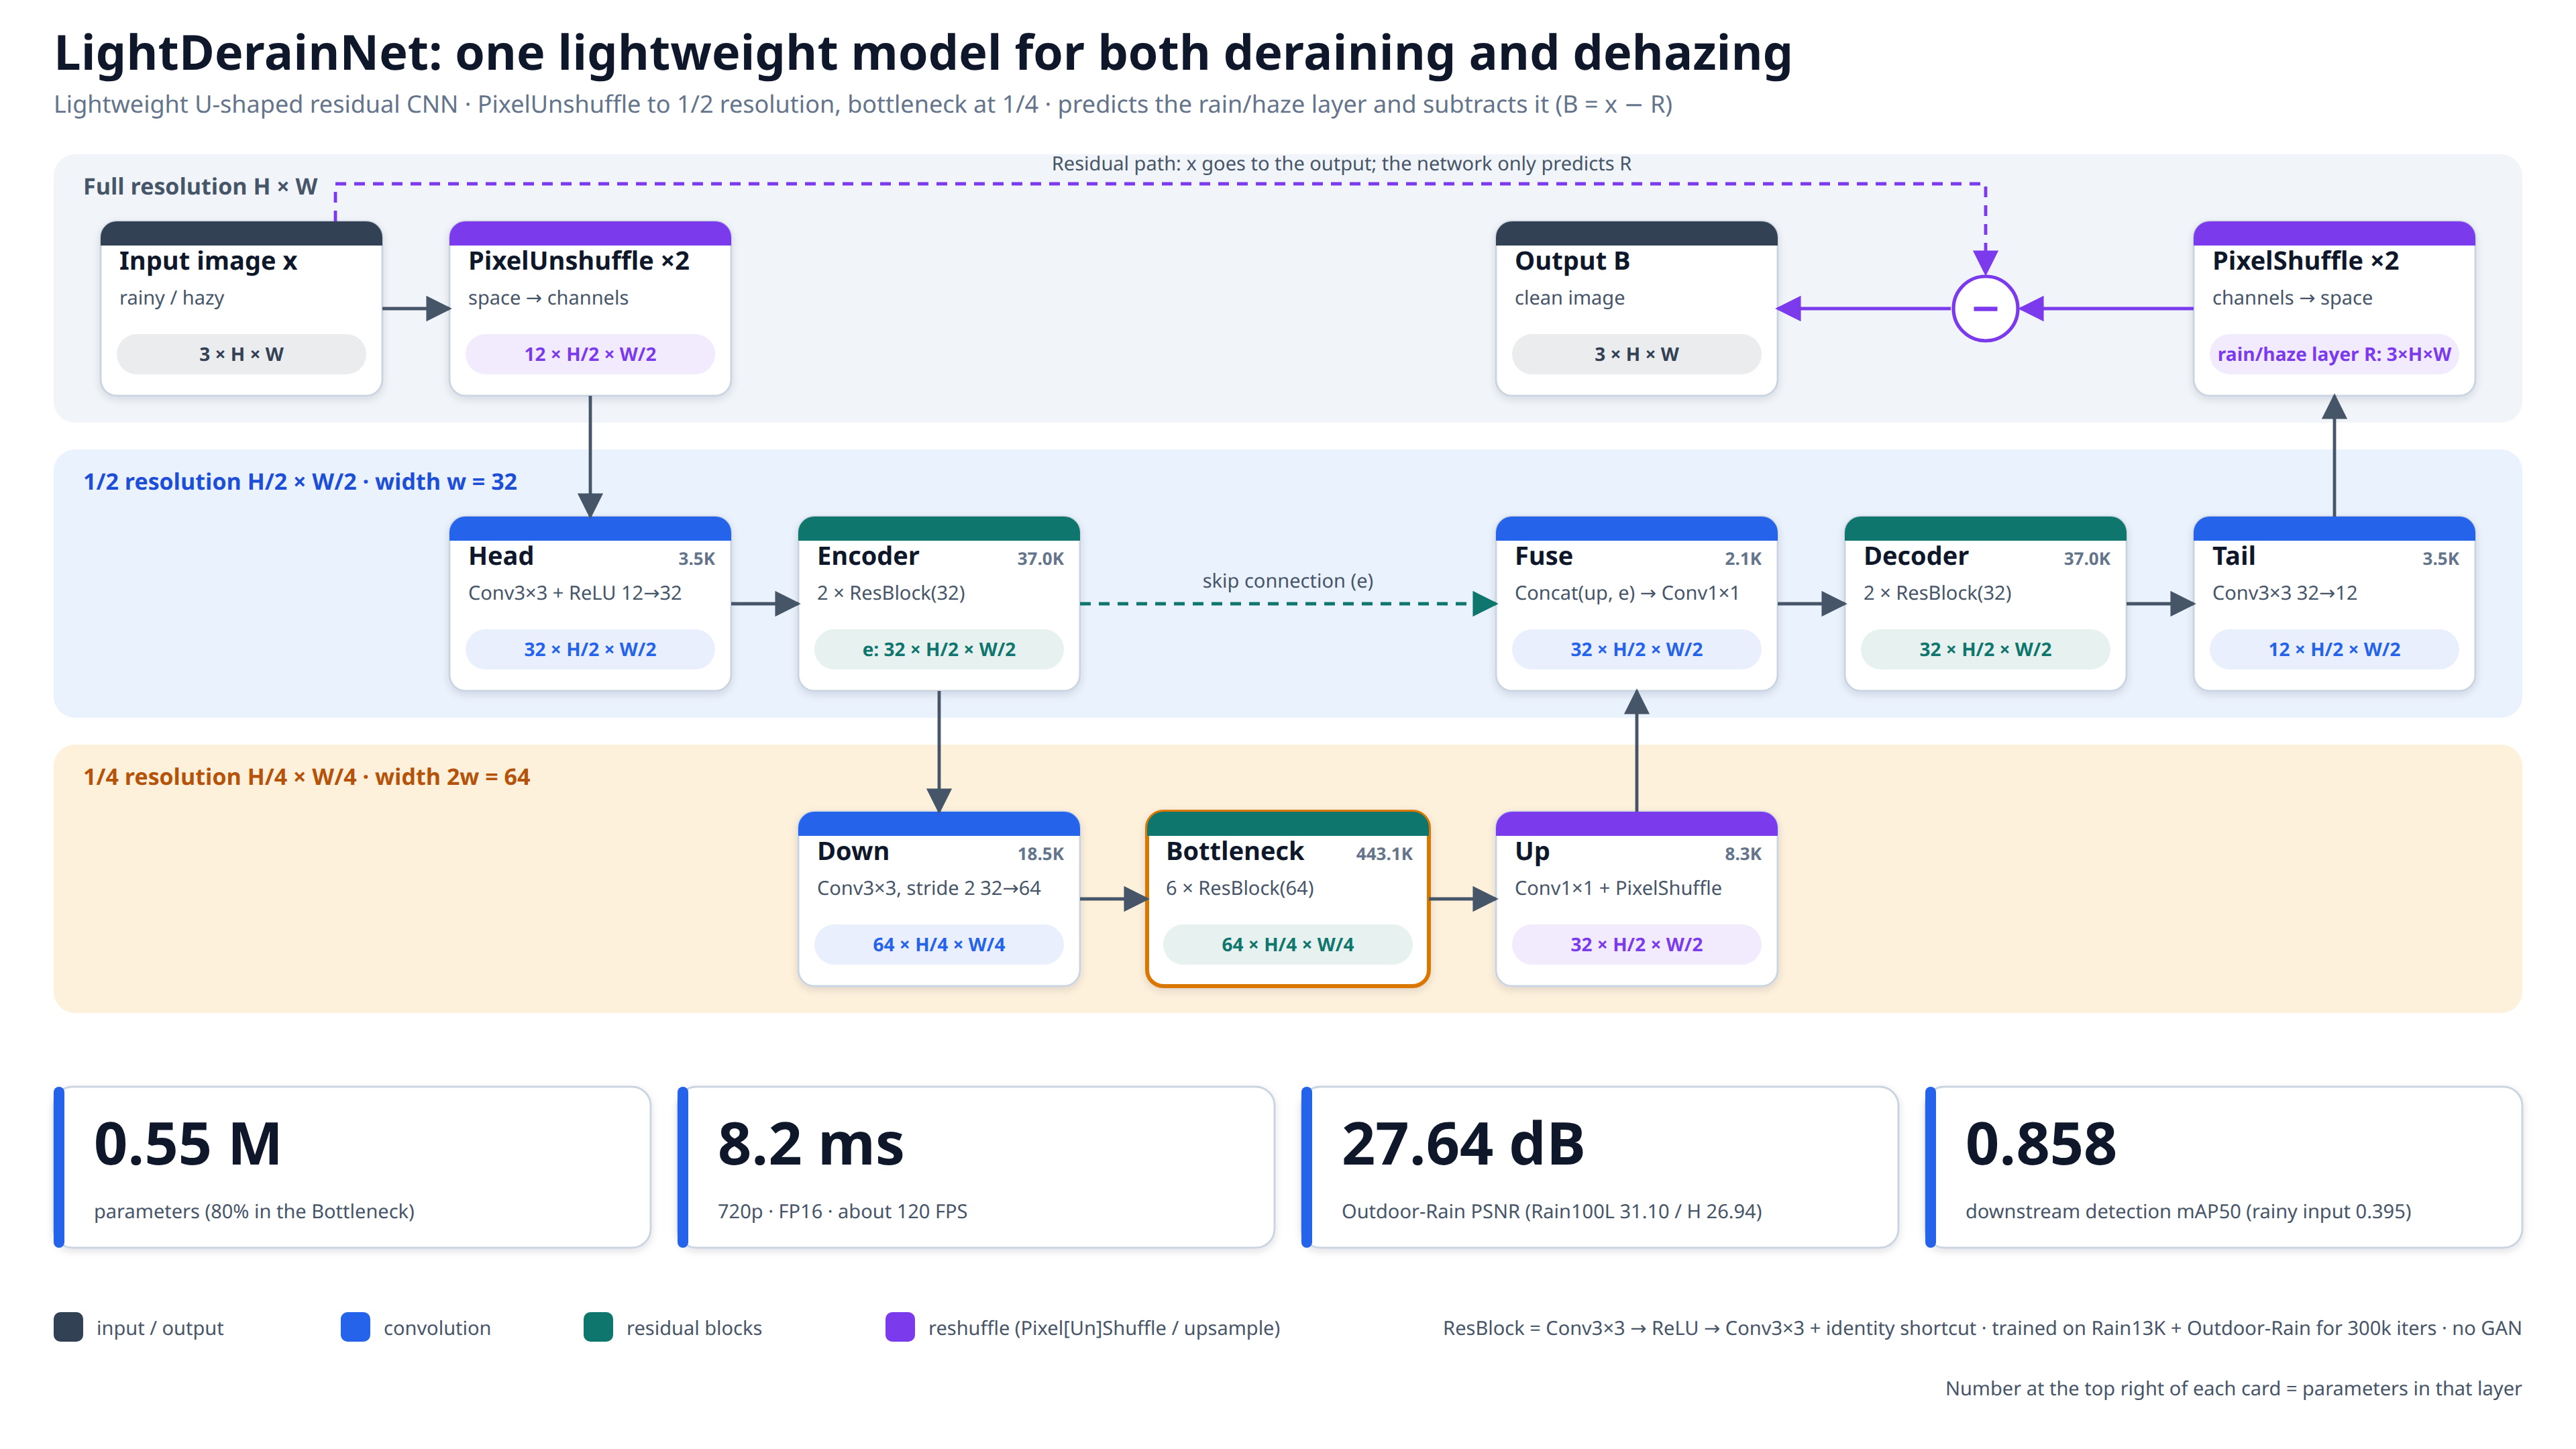 LightDerainNet: one lightweight model for both deraining and dehazing
Lightweight U-shaped residual CNN · PixelUnshuffle to 1/2 resolution, bottleneck at 1/4 · predicts the rain/haze layer and subtracts it (B = x − R)
Residual path: x goes to the output; the network only predicts R
Full resolution H × W
Input image x
rainy / hazy
3 × H × W
PixelUnshuffle ×2
space → channels
12 × H/2 × W/2
Output B
clean image
3 × H × W
−
PixelShuffle ×2
channels → space
rain/haze layer R: 3×H×W
1/2 resolution H/2 × W/2 · width w = 32
Head 3.5K
Conv3×3 + ReLU 12→32
32 × H/2 × W/2
Encoder 37.0K
2 × ResBlock(32)
e: 32 × H/2 × W/2
skip connection (e)
Fuse 2.1K
Concat(up, e) → Conv1×1
32 × H/2 × W/2
Decoder 37.0K
2 × ResBlock(32)
32 × H/2 × W/2
Tail 3.5K
Conv3×3 32→12
12 × H/2 × W/2
1/4 resolution H/4 × W/4 · width 2w = 64
Down 18.5K
Conv3×3, stride 2 32→64
64 × H/4 × W/4
Bottleneck 443.1K
6 × ResBlock(64)
64 × H/4 × W/4
Up 8.3K
Conv1×1 + PixelShuffle
32 × H/2 × W/2
0.55 M
parameters (80% in the Bottleneck)
8.2 ms
720p · FP16 · about 120 FPS
27.64 dB
Outdoor-Rain PSNR (Rain100L 31.10 / H 26.94)
0.858
downstream detection mAP50 (rainy input 0.395)
input / output
convolution
residual blocks
reshuffle (Pixel[Un]Shuffle / upsample)
ResBlock = Conv3×3 → ReLU → Conv3×3 + identity shortcut · trained on Rain13K + Outdoor-Rain for 300k iters · no GAN
Number at the top right of each card = parameters in that layer